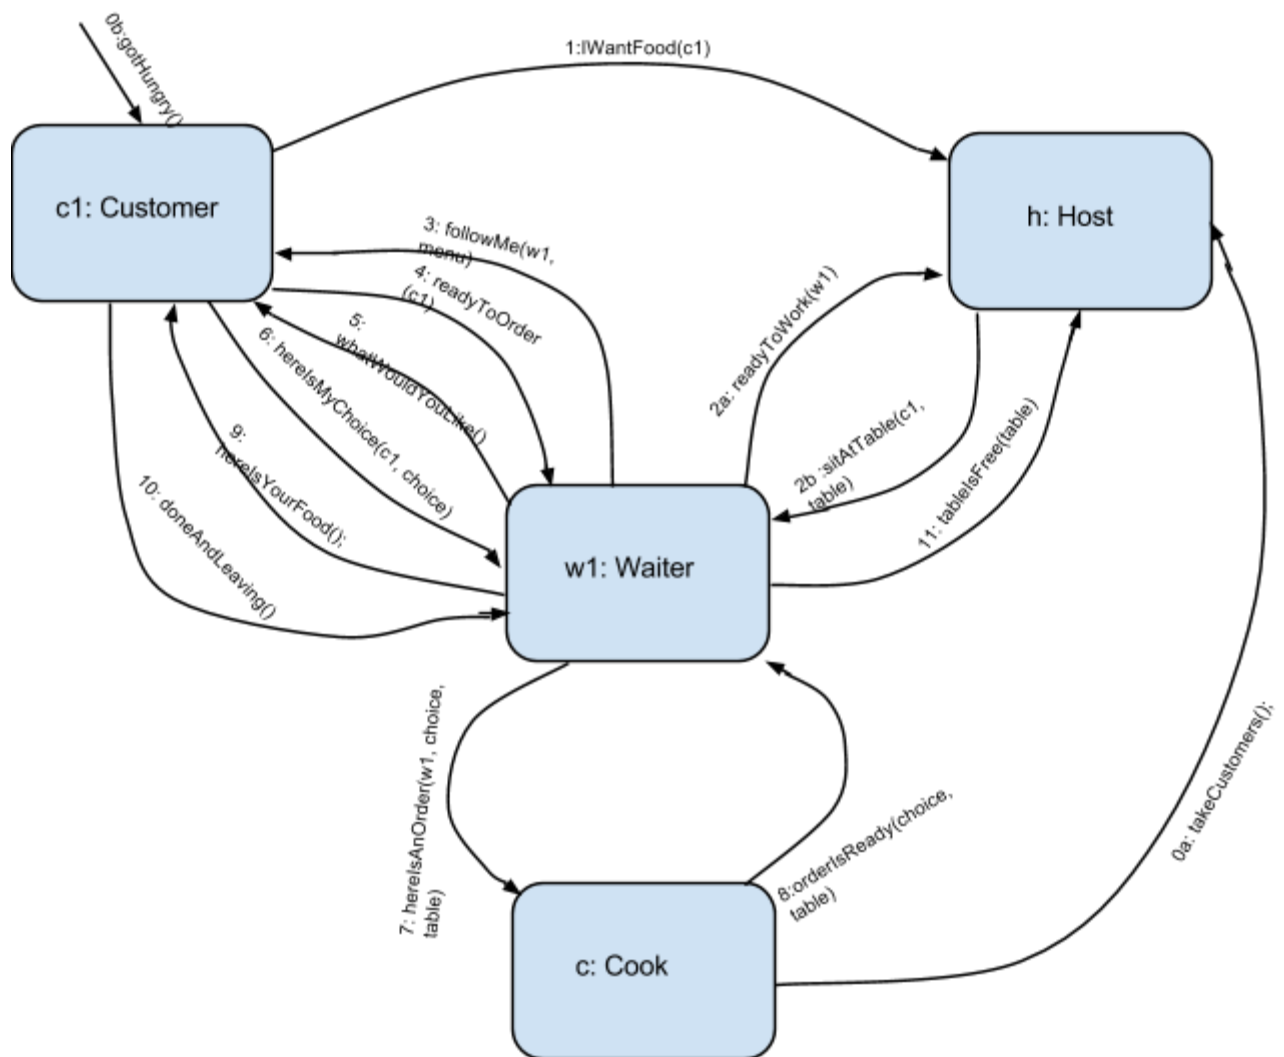 0b:gotHungry()
1:IWantFood(c1)
c1: Customer
h: Host
3: followMe(w1,
menu)
4: readyToOrder
(c1)
5:
whatWouldYouLike()
6: hereIsMyChoice(c1, choice)
2a: readyToWork(w1)
2b :sitAtTable(c1,
table)
9:
hereIsYourFood();
10: doneAndLeaving()
11: tableIsFree(table)
w1: Waiter
7: hereIsAnOrder(w1, choice,
table)
8:orderIsReady(choice,
table)
0a: takeCustomers();
c: Cook